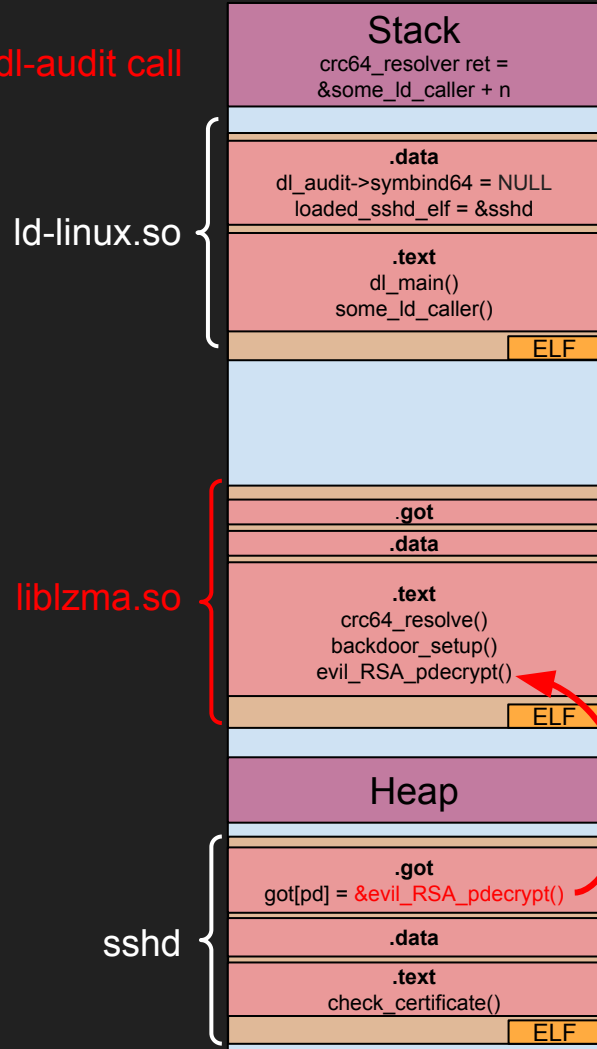 Stack
dl-audit call
crc64_resolver ret =
&some_ld_caller + n
.data
dl_audit->symbind64 = NULL
loaded_sshd_elf = &sshd
ld-linux.so
.text
dl_main()
some_ld_caller()
ELF
.got
.data
liblzma.so
.text
crc64_resolve()
backdoor_setup()
evil_RSA_pdecrypt()
ELF
Heap
.got
got[pd] = &evil_RSA_pdecrypt()
sshd
.data
.text
check_certificate()
ELF